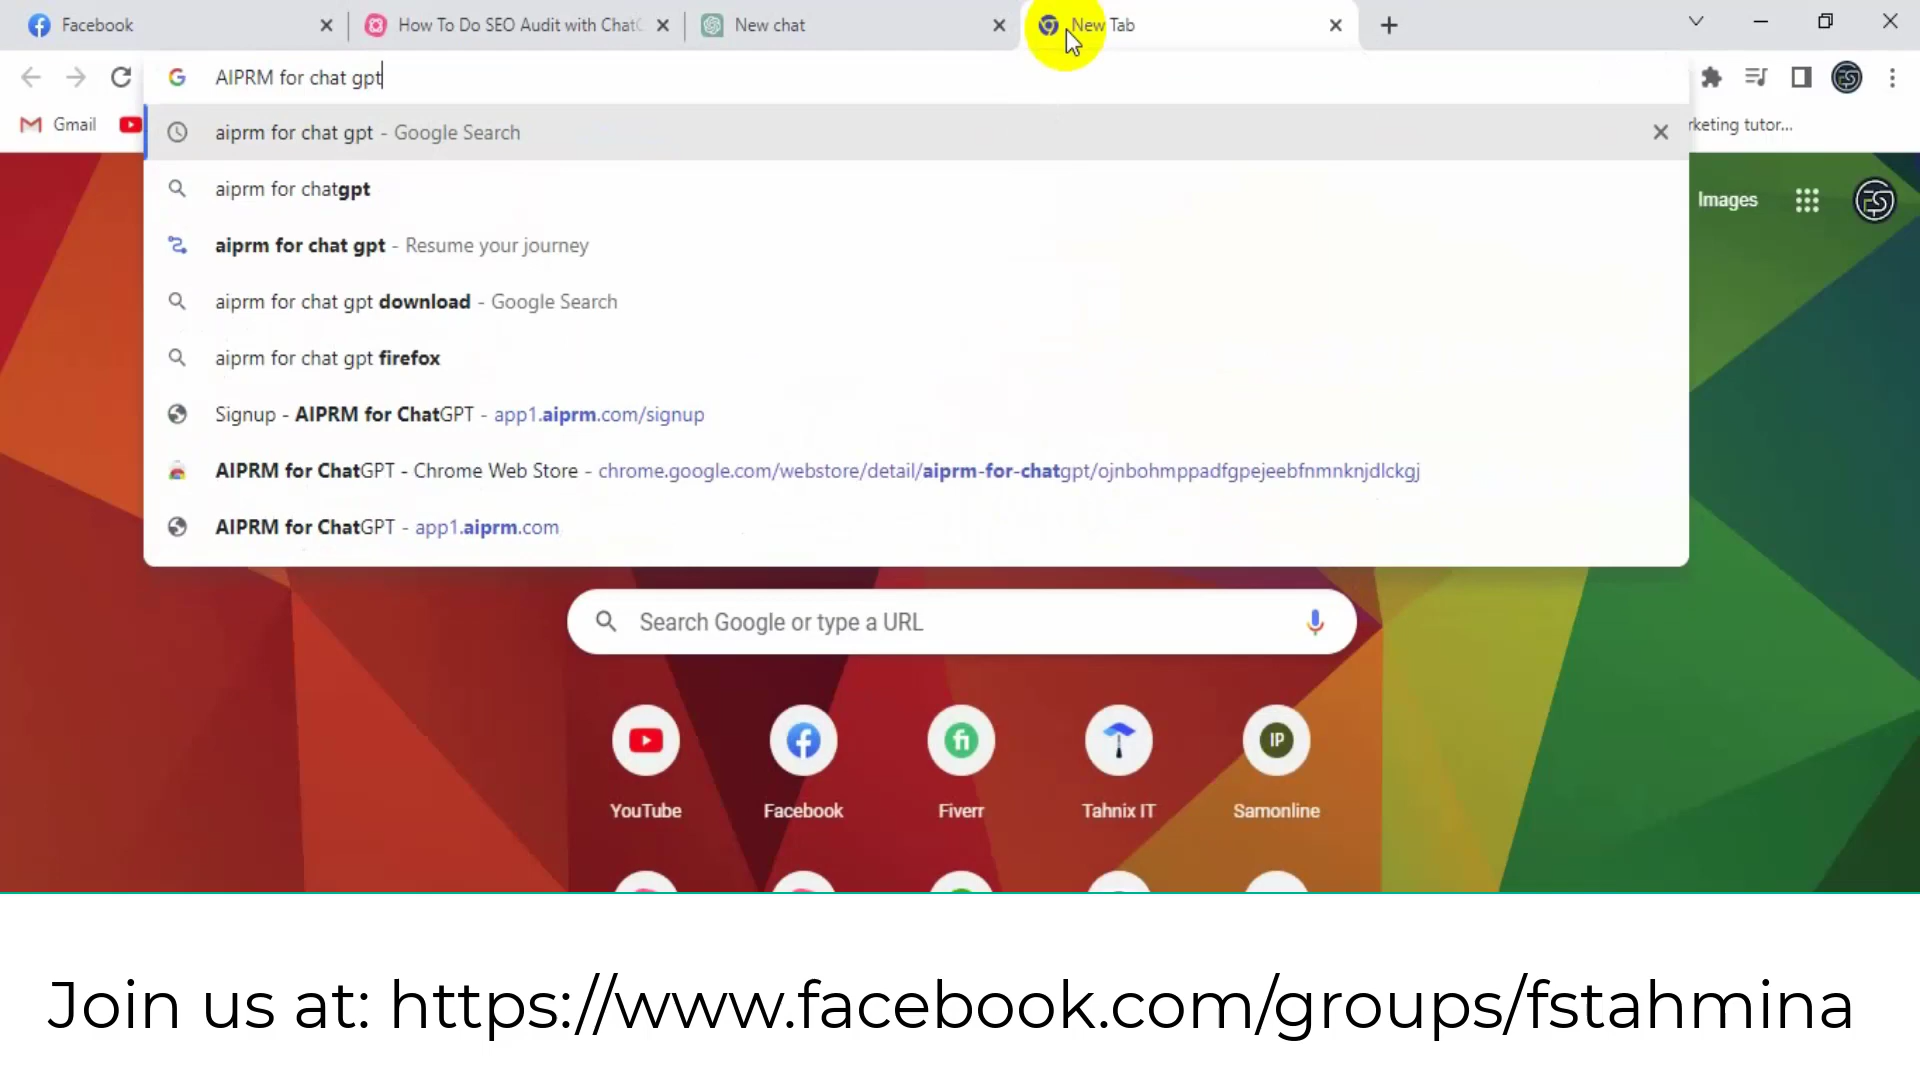 Facebook
How To Do SEO Audit with ChatG
New chat
New Tab
AIPRM for chat gpt
Gmail
rketing tutor...
aiprm for chat gpt - Google Search
aiprm for chatgpt
aiprm for chat gpt - Resume your journey
aiprm for chat gpt download - Google Search
aiprm for chat gpt firefox
Signup - AIPRM for ChatGPT - app1.aiprm.com/signup
AIPRM for ChatGPT - Chrome Web Store - chrome.google.com/webstore/detail/aiprm-for-chatgpt/ojnbohmppadfgpejeebfnmnknjdlckgj
AIPRM for ChatGPT - app1.aiprm.com
Images
Search Google or type a URL
IP
YouTube
Facebook
Fiverr
Tahnix IT
Samonline
Join us at: https://www.facebook.com/groups/fstahmina